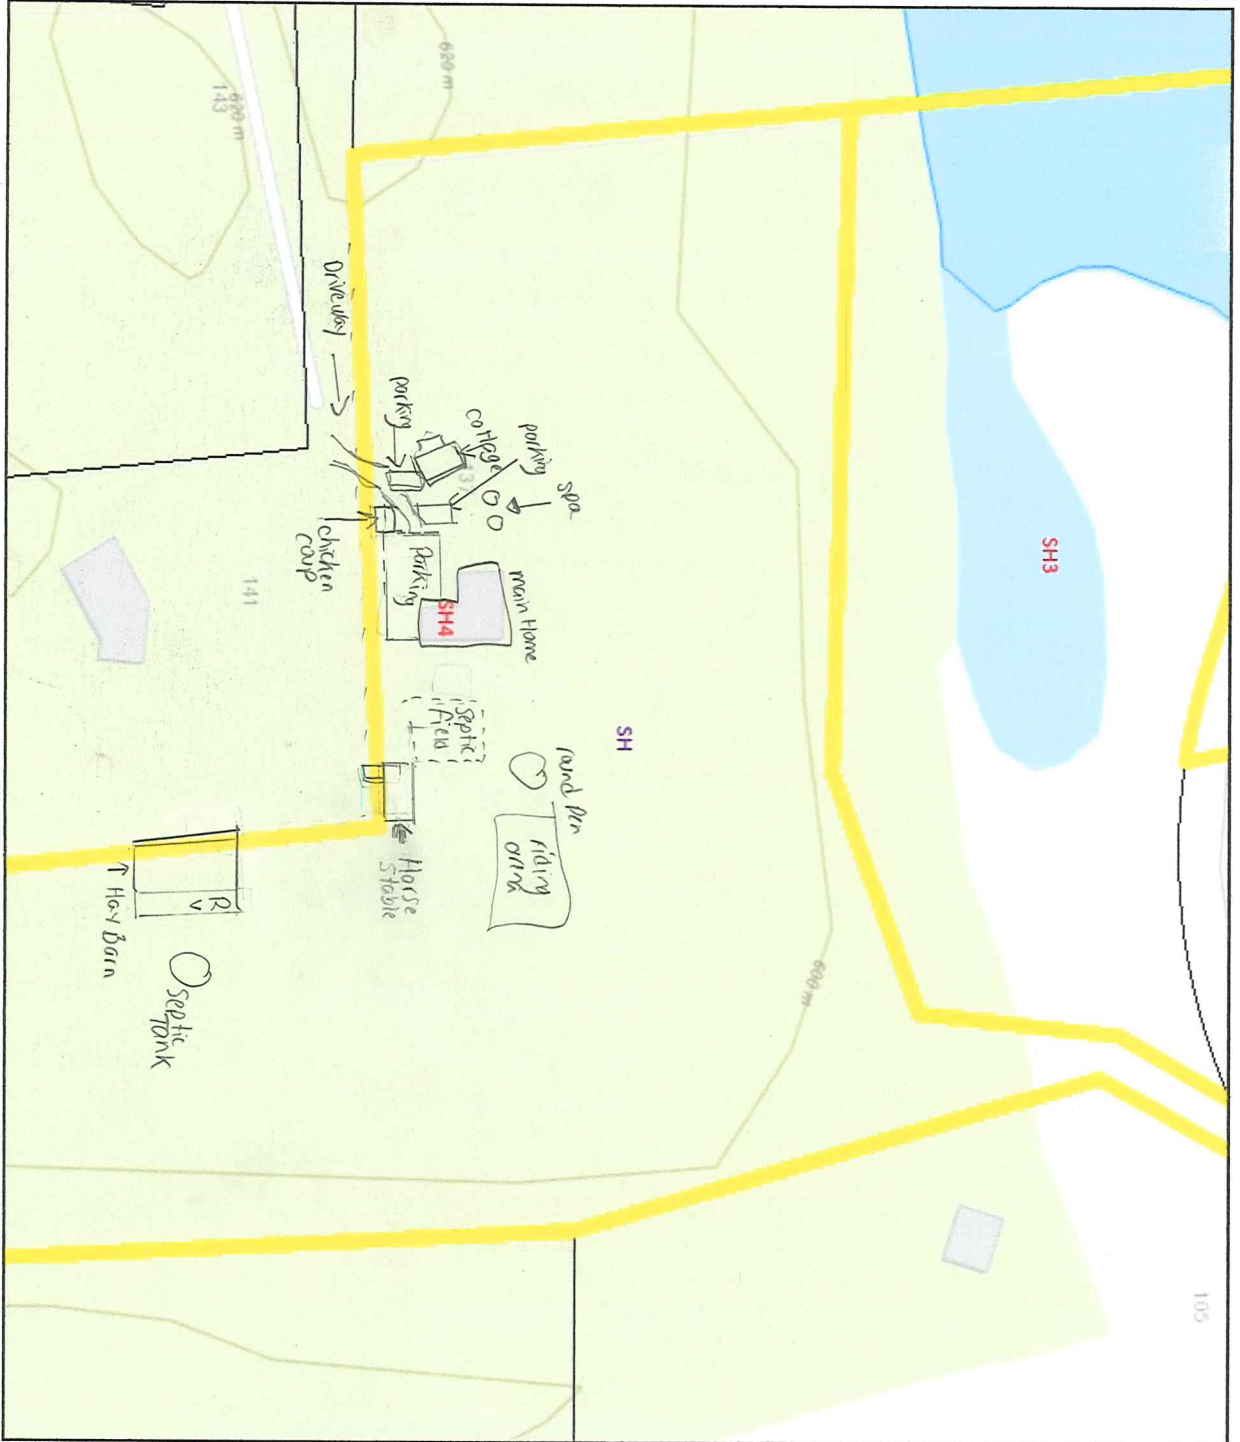 620 m
620 m
143
Driveway
parking
cottage
parking
spa
chicken
coup
Parking
main Home
SH4
141
SH3
SH
septic
field
round pen
riding
arena
Horse
stable
R
Hay Barn
septic
Tank
600 m
105